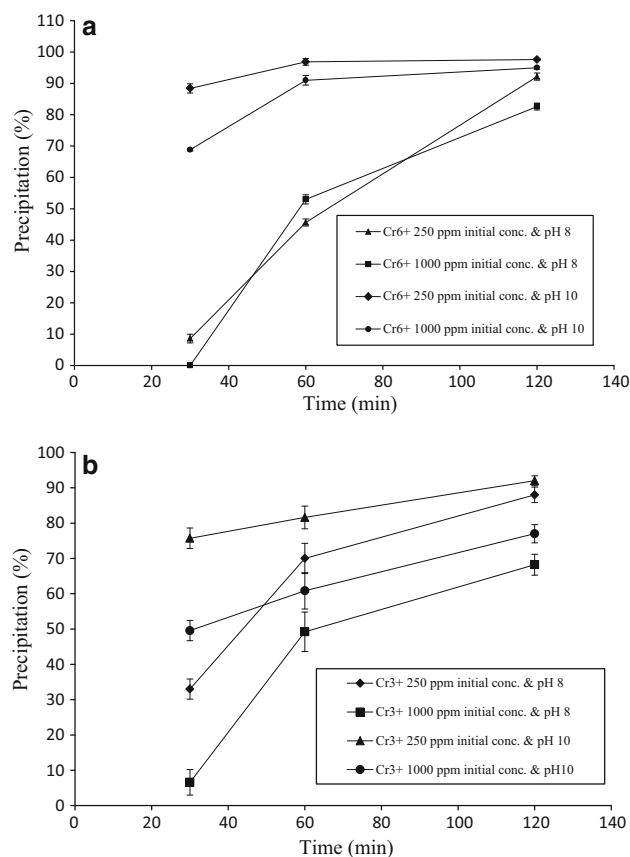 a
110
100
90
80
70
60
50
40
30
20
10
0
Precipitation (%)
Cr6+ 250 ppm initial conc. & pH 8
Cr6+ 1000 ppm initial conc. & pH 8
Cr6+ 250 ppm initial conc. & pH 10
Cr6+ 1000 ppm initial conc. & pH 10
0 20 40 60 80 100 120 140
Time (min)
b
100
90
80
70
60
50
40
30
20
10
0
Precipitation (%)
Cr3+ 250 ppm initial conc. & pH 8
Cr3+ 1000 ppm initial conc. & pH 8
Cr3+ 250 ppm initial conc. & pH 10
Cr3+ 1000 ppm initial conc. & pH10
0 20 40 60 80 100 120 140
Time (min)